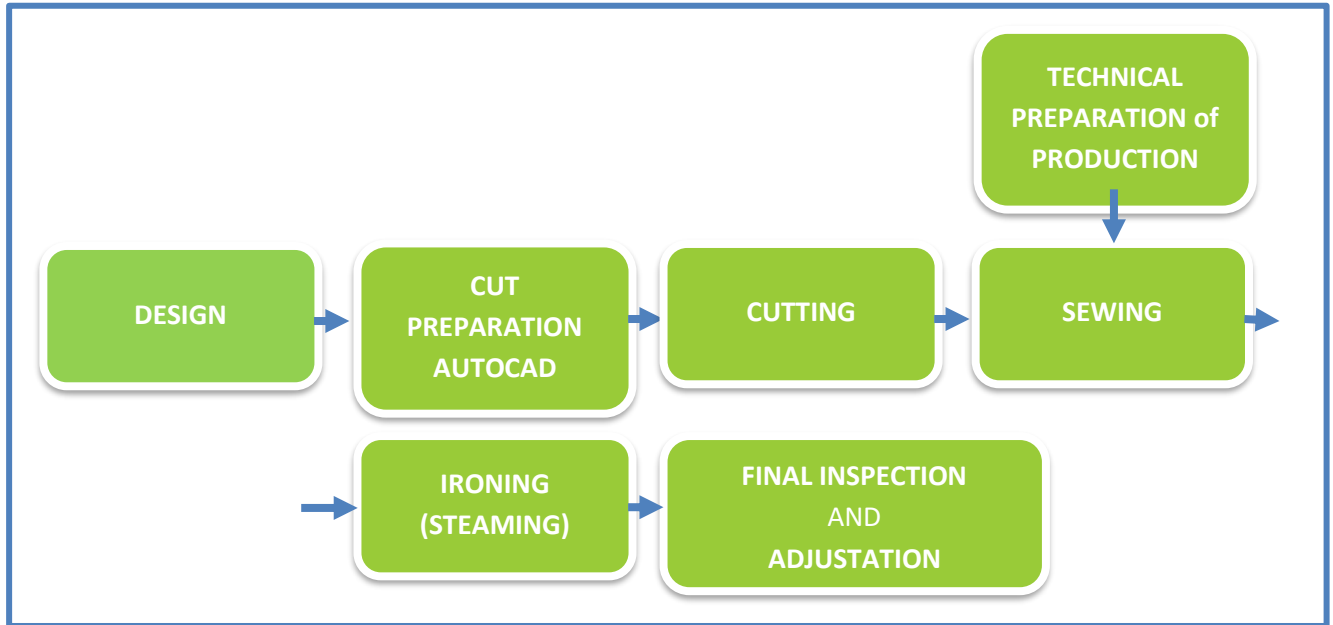 TECHNICAL
PREPARATION of
PRODUCTION
DESIGN
CUT
PREPARATION
AUTOCAD
CUTTING
SEWING
IRONING
(STEAMING)
FINAL INSPECTION
AND
ADJUSTATION